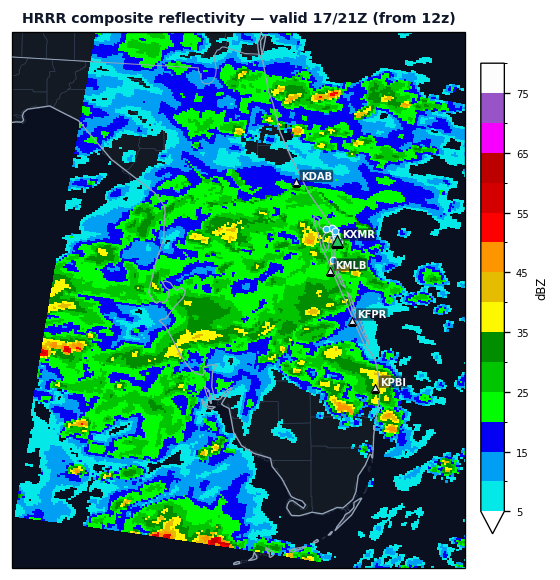 HRRR composite reflectivity — valid 17/21Z (from 12z)
KDAB
KXMR
KMLB
KFPR
KPBI
75
65
55
45
35
25
15
5
dBZ